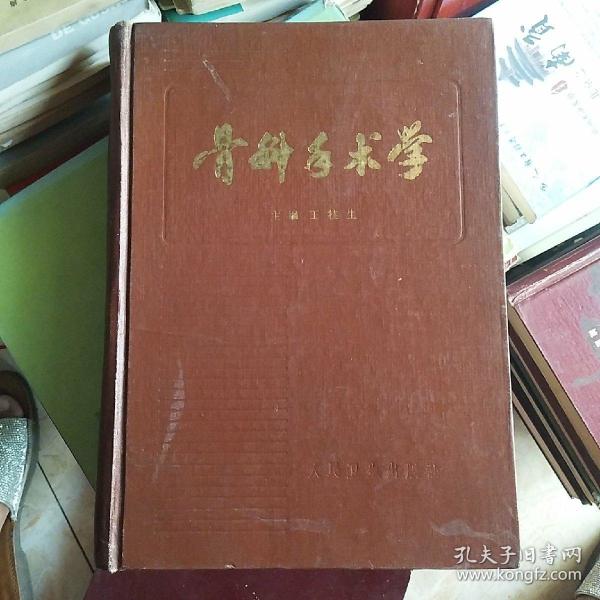 骨科手术学
主编 王桂生
人民卫生出版社
孔夫子旧书网
www.kongfz.com